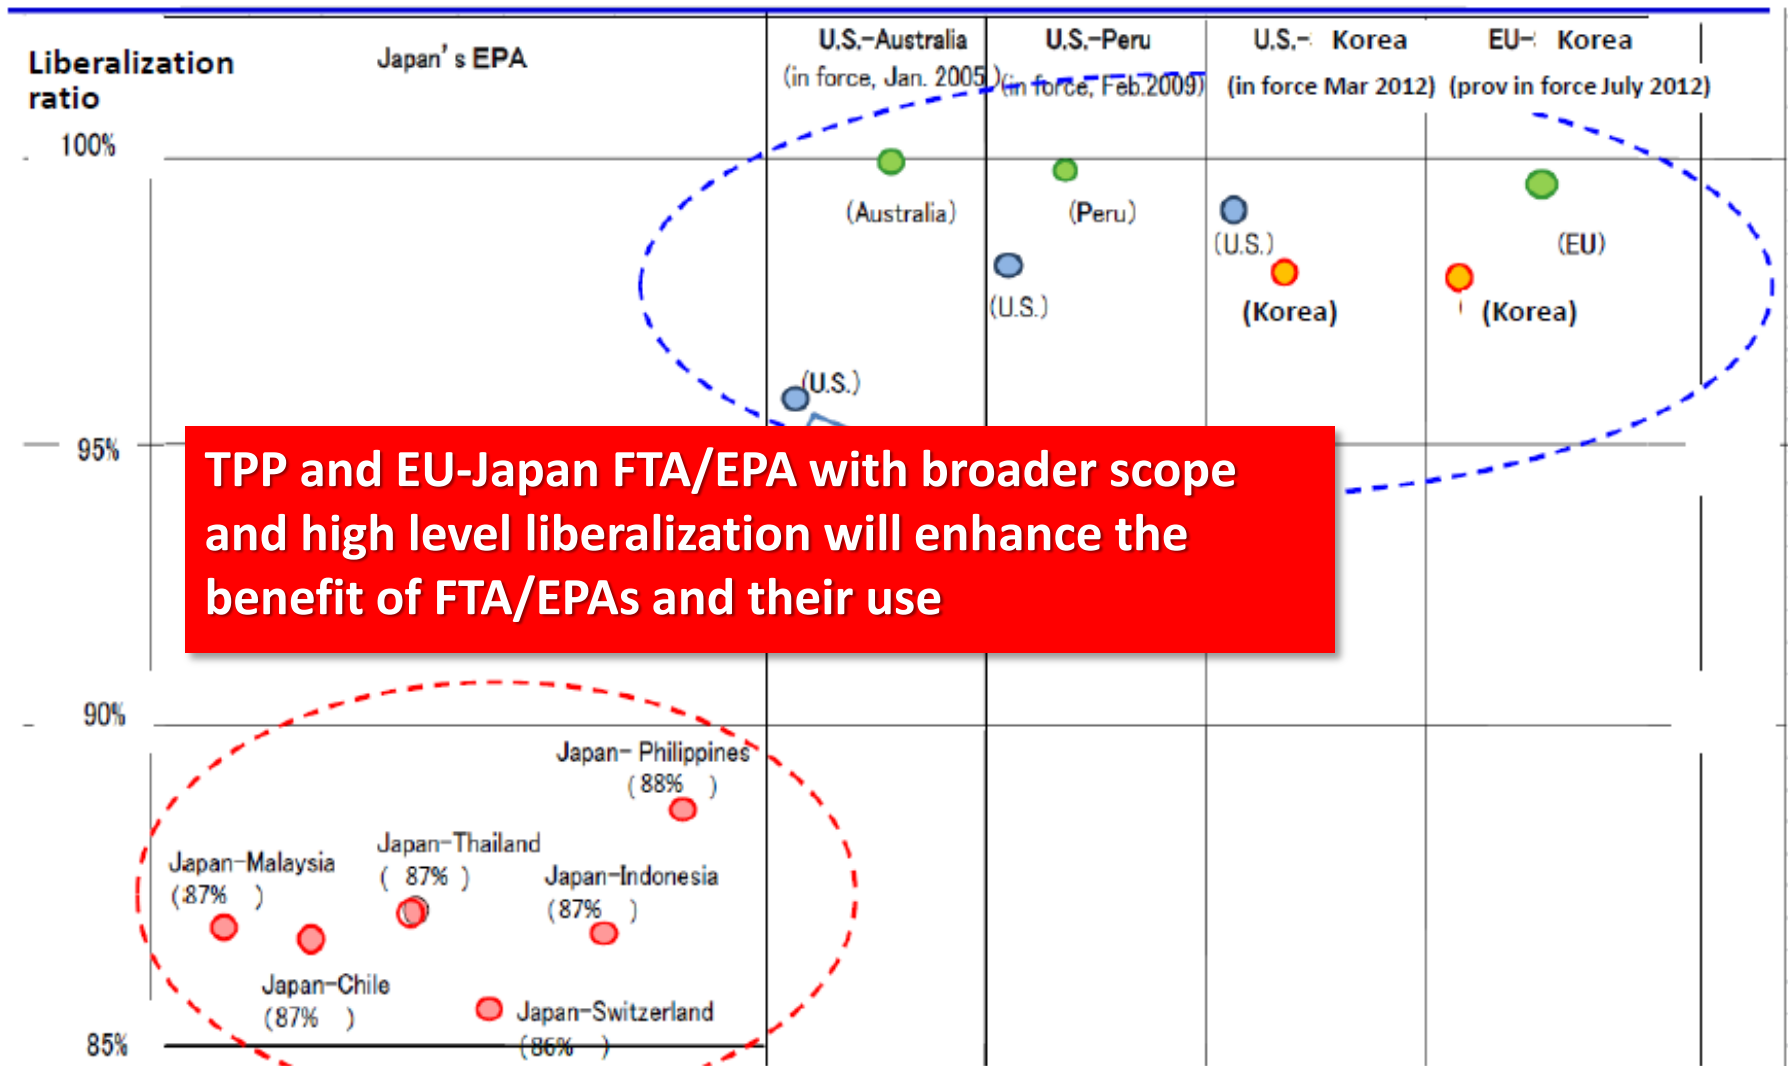 Liberalization
ratio
Japan's EPA
U.S.-Australia
(in force, Jan. 2005)
U.S.-Peru
(in force, Feb.2009)
U.S.- Korea
(in force Mar 2012)
EU- Korea
(prov in force July 2012)
100%
(Australia)
(Peru)
(U.S.)
(EU)
(U.S.)
(Korea)
(Korea)
(U.S.)
95%
TPP and EU-Japan FTA/EPA with broader scope
and high level liberalization will enhance the
benefit of FTA/EPAs and their use
90%
Japan- Philippines
(88% )
Japan-Thailand
( 87% )
Japan-Malaysia
(87% )
Japan-Indonesia
(87% )
Japan-Chile
(87% )
Japan-Switzerland
(86% )
85%